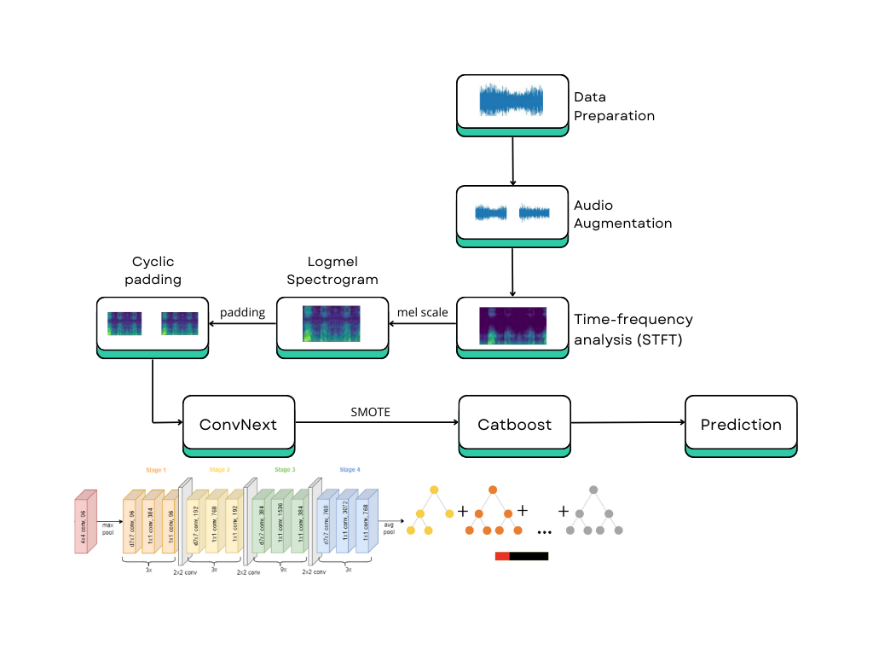 Data
Preparation
Audio
Augmentation
Cyclic
padding
Logmel
Spectrogram
padding
mel scale
Time-frequency
analysis (STFT)
ConvNext
SMOTE
Catboost
Prediction
Stage 1
Stage 2
Stage 3
Stage 4
4x4 conv, 96
max
pool
d7x7 conv, 96
1x1 conv, 384
1x1 conv, 96
d7x7 conv, 192
1x1 conv, 768
1x1 conv, 192
d7x7 conv, 384
1x1 conv, 1536
1x1 conv, 384
d7x7 conv, 768
1x1 conv, 3072
1x1 conv, 768
avg
pool
3x
2x2 conv
3x
2x2 conv
9x
2x2 conv
3x
+
+
...
+